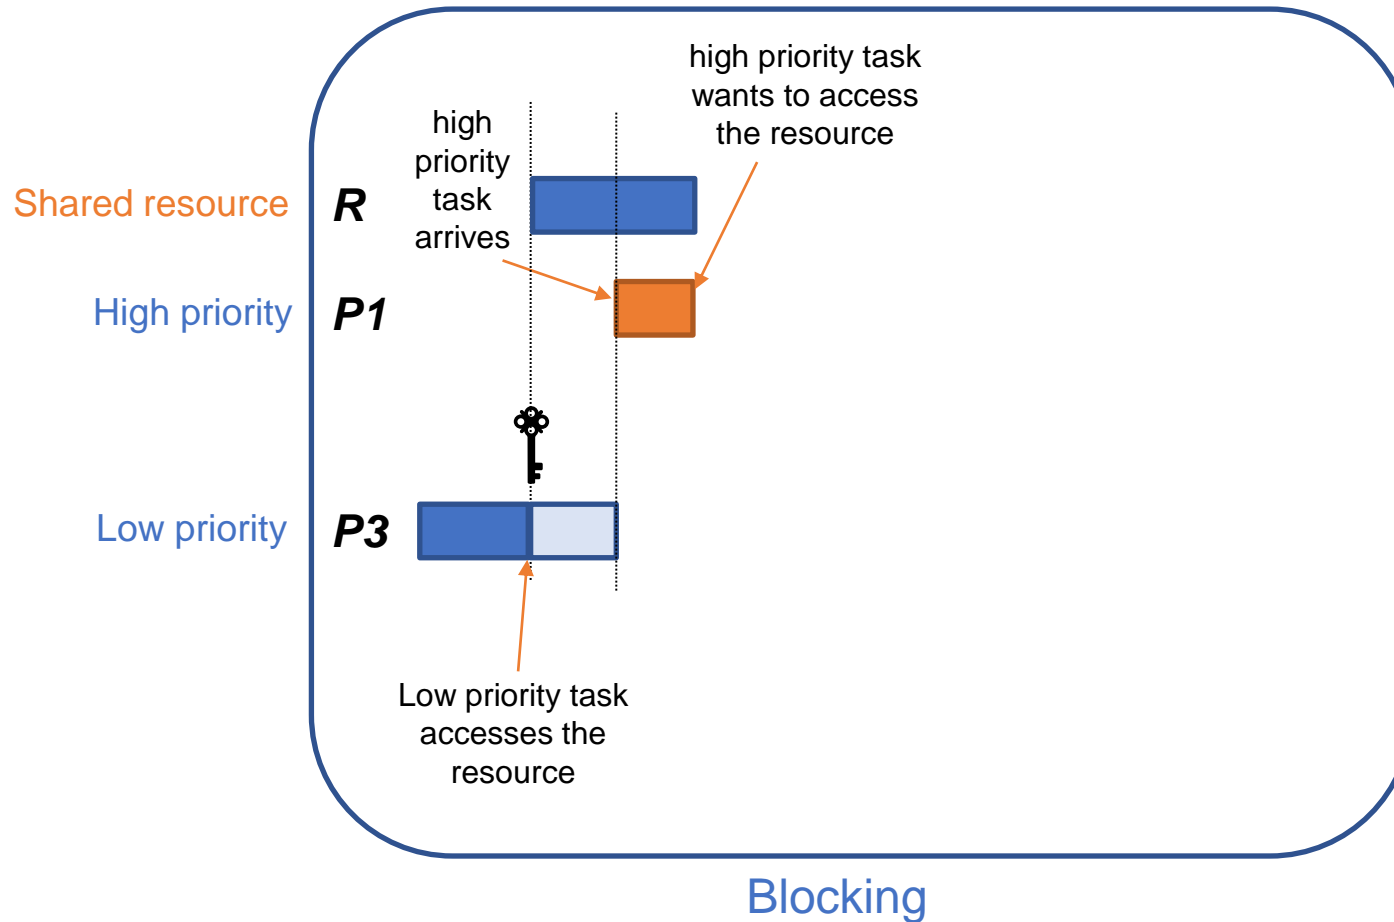 high priority task
wants to access
the resource
high
priority
task
arrives
Shared resource
R
High priority
P1
Low priority
P3
Low priority task
accesses the
resource
Blocking